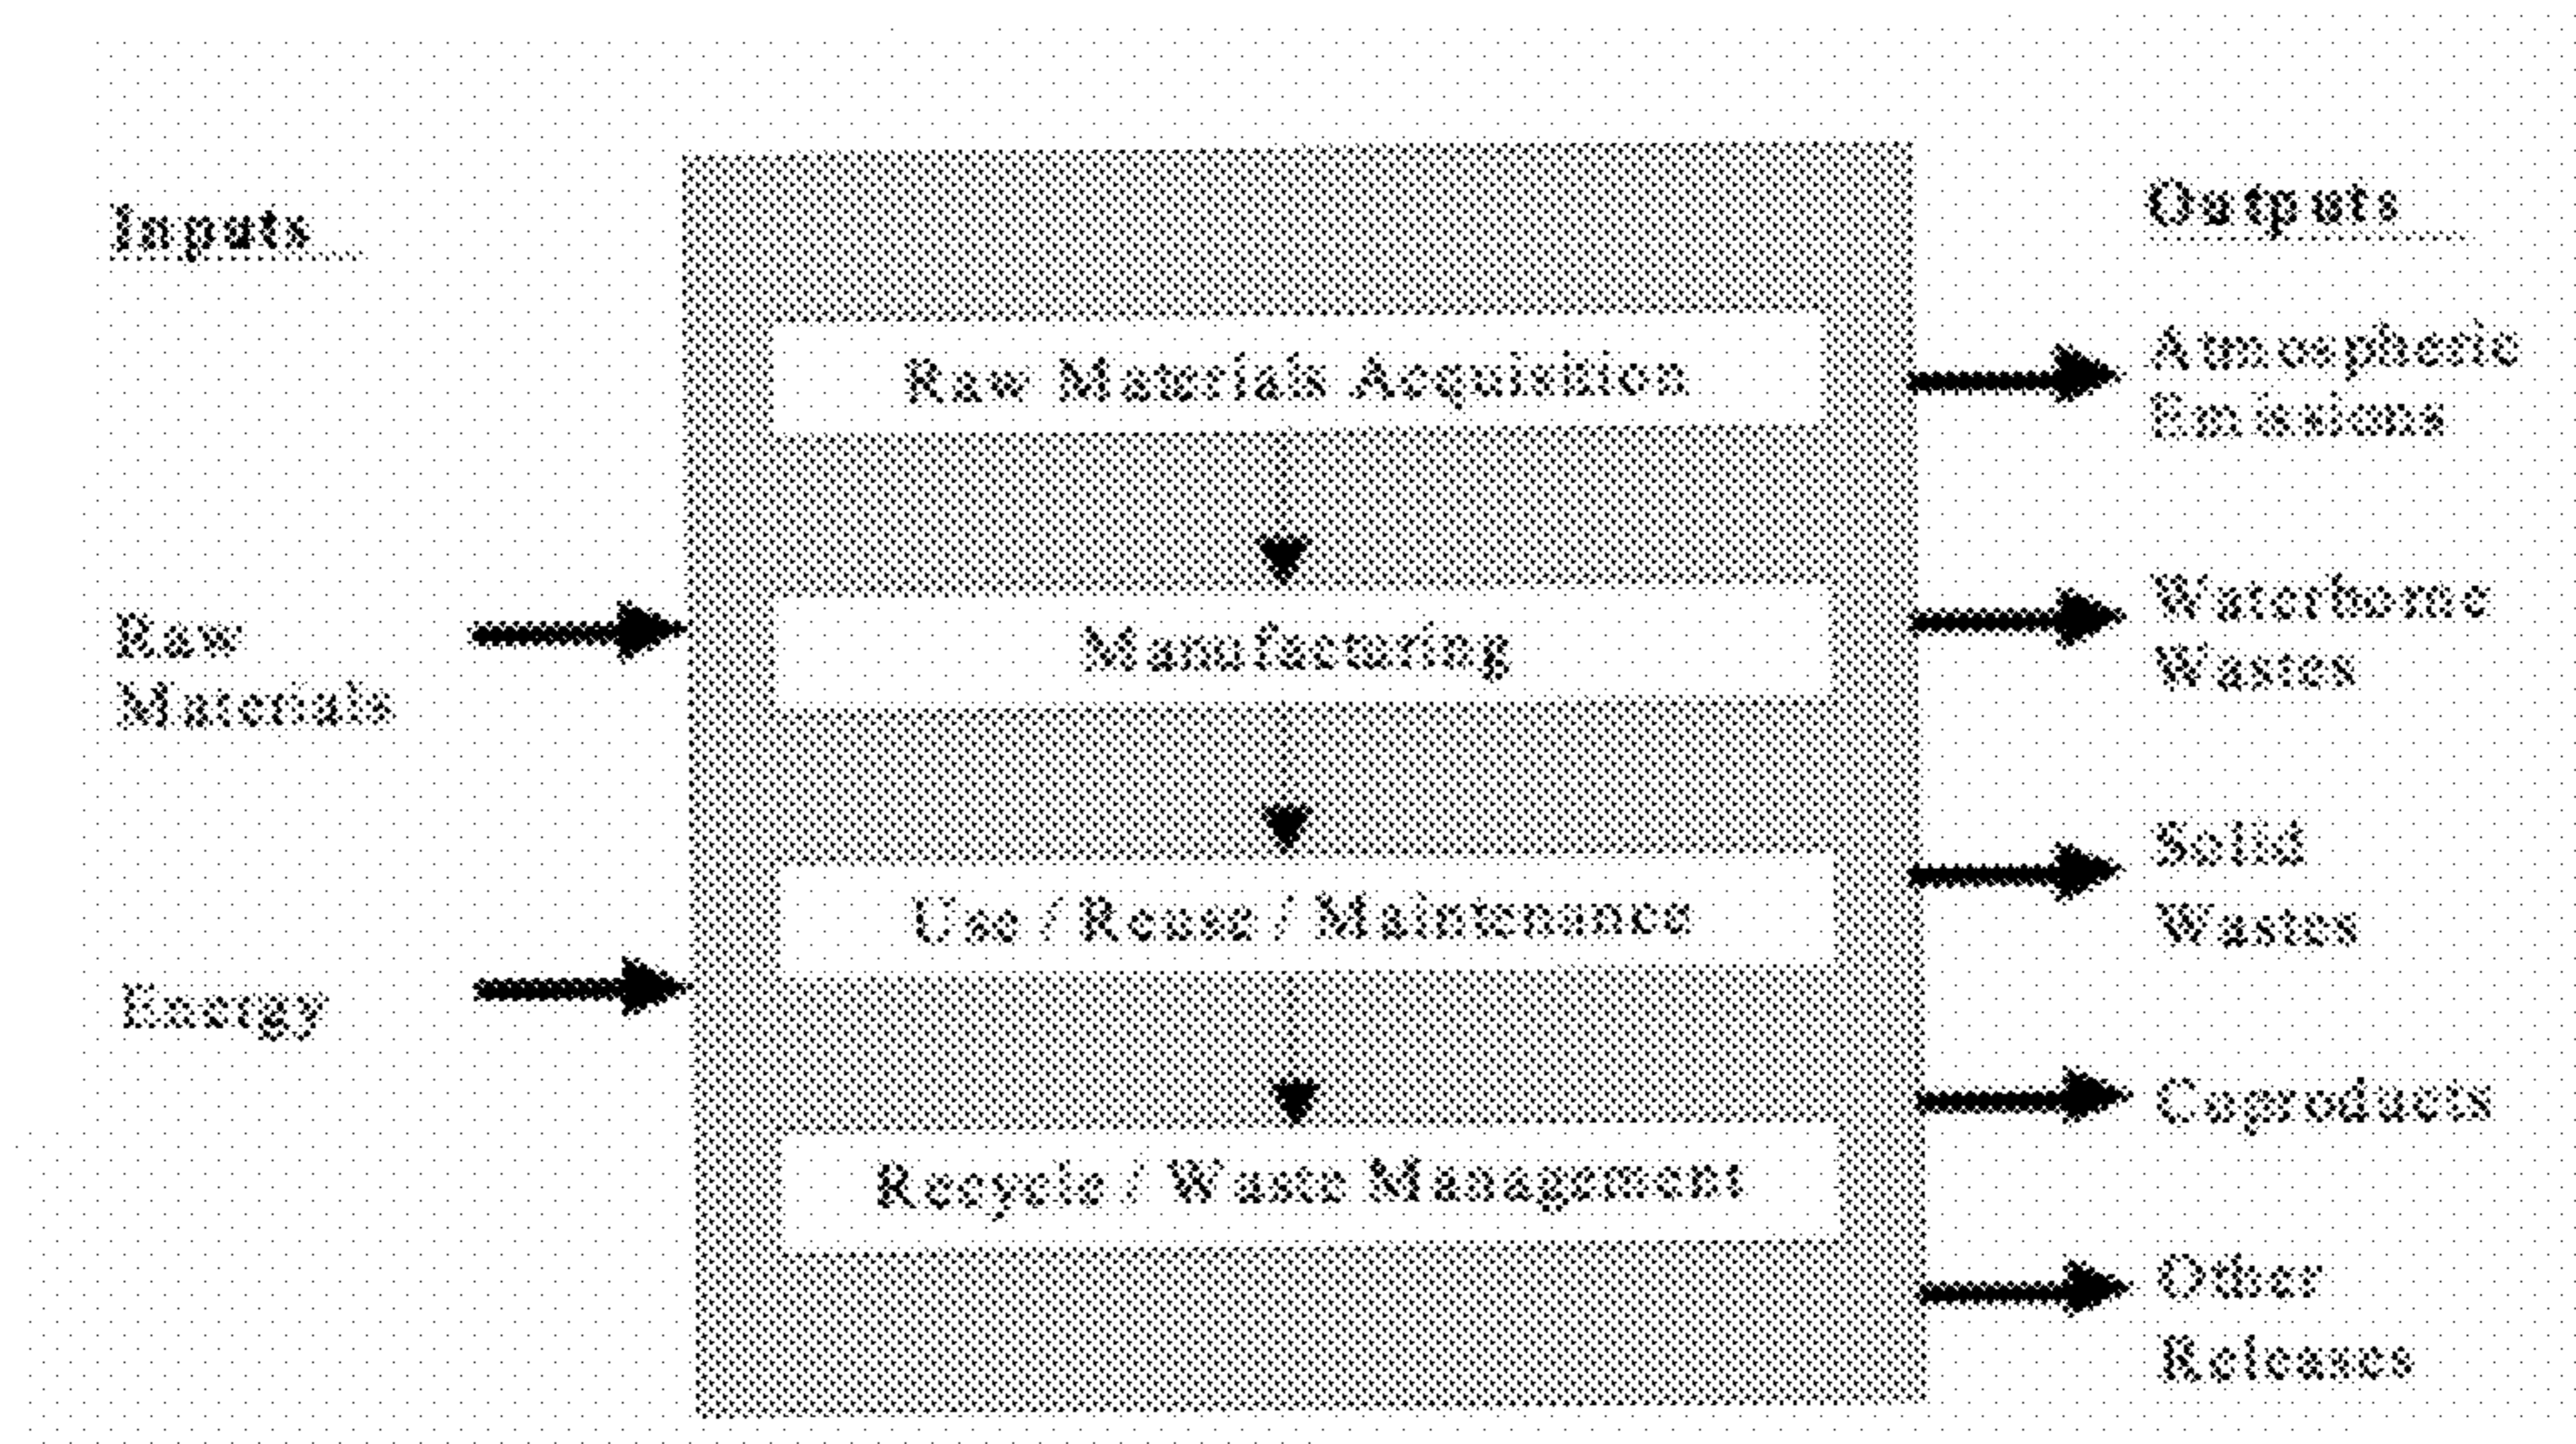 Inputs
Raw
Materials
Energy
Raw Materials Acquisition
Manufacturing
Use / Reuse / Maintenance
Recycle / Waste Management
Outputs
Atmospheric
Emissions
Waterborne
Wastes
Solid
Wastes
Coproducts
Other
Releases